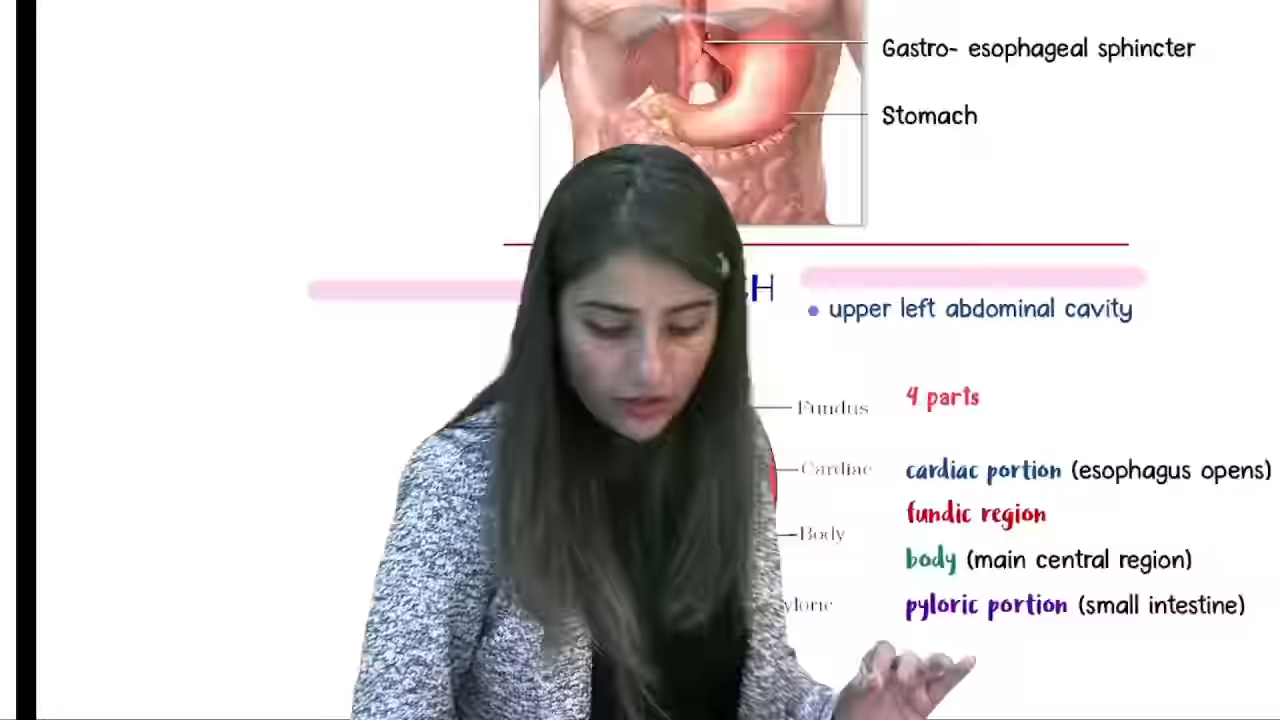 Gastro- esophageal sphincter
Stomach
H
• upper left abdominal cavity
4 parts
Fundus
Cardiac
cardiac portion (esophagus opens)
fundic region
Body
body (main central region)
pyloric portion (small intestine)